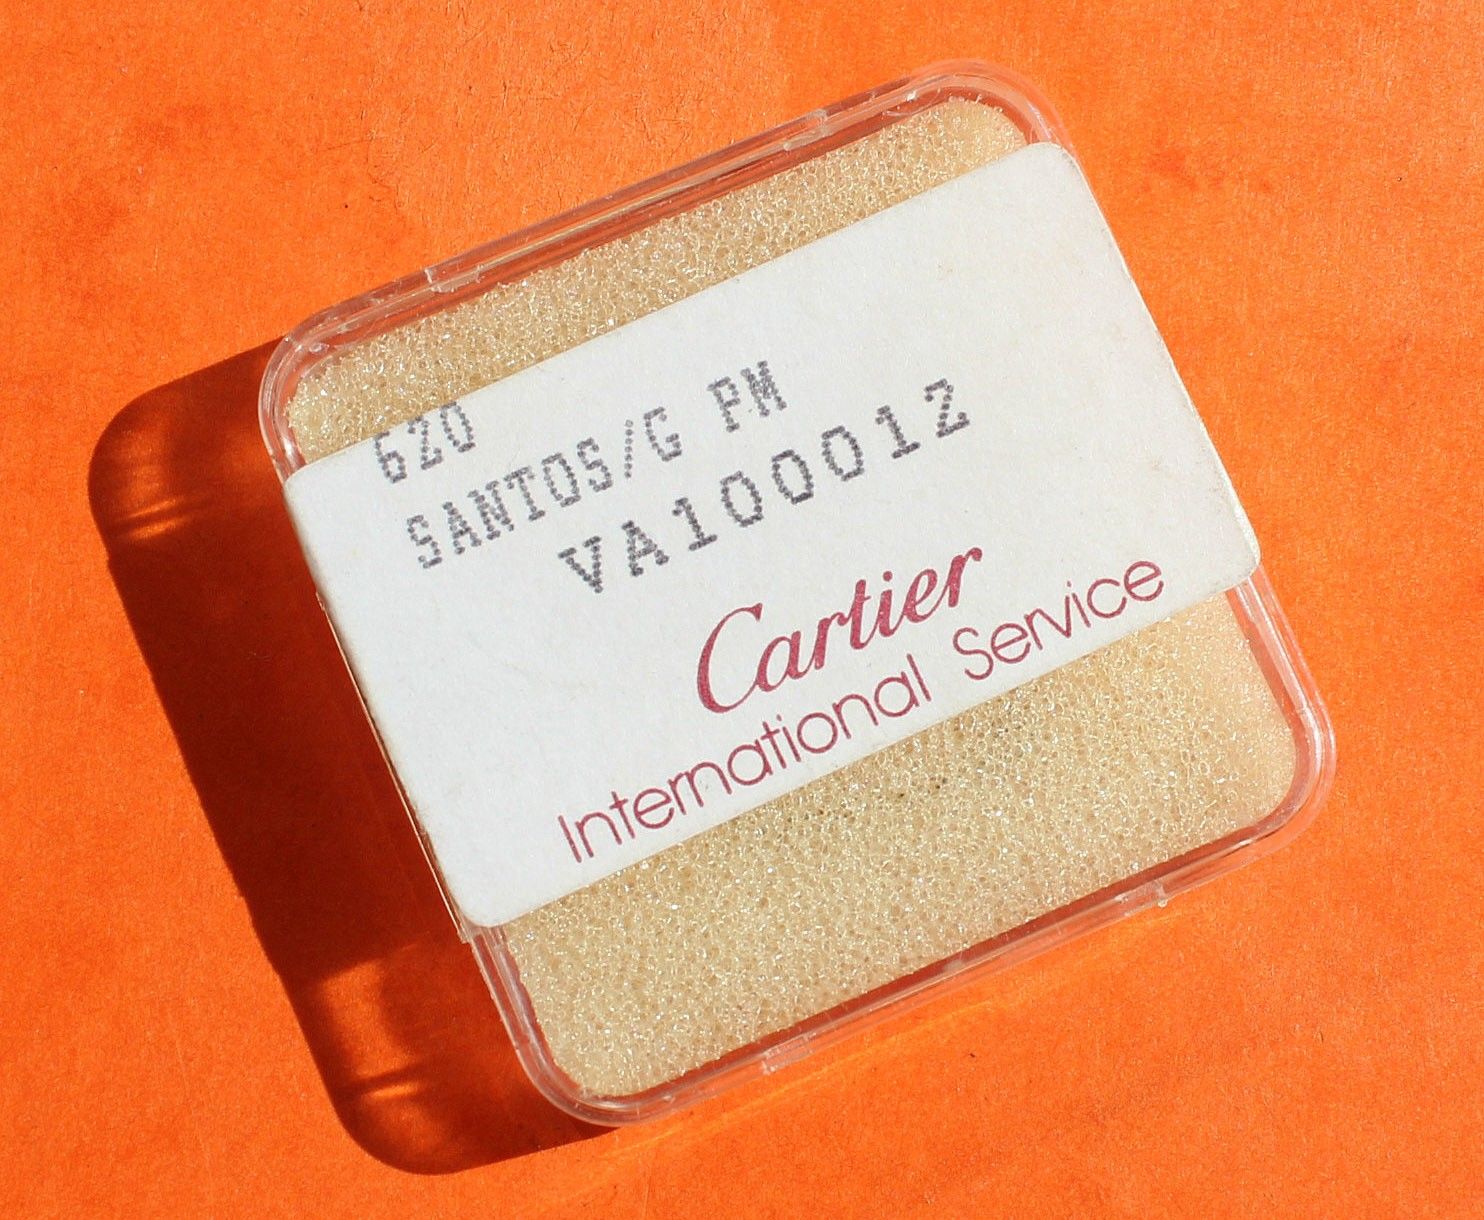 620
SANTOS/G PM
VA100012
Cartier
International Service